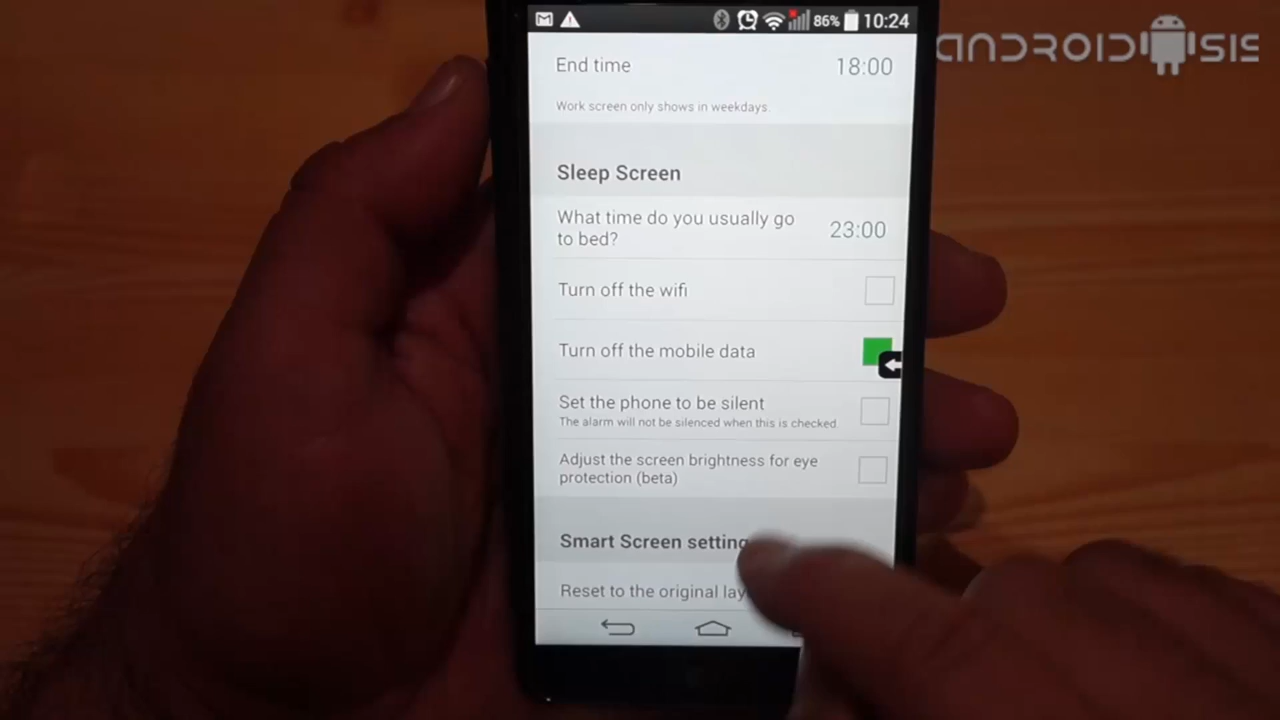 86% 10:24
ANDROIDSIS
End time 18:00
Work screen only shows in weekdays.
Sleep Screen
What time do you usually go
to bed?
23:00
Turn off the wifi
Turn off the mobile data
Set the phone to be silent
The alarm will not be silenced when this is checked
Adjust the screen brightness for eye
protection (beta)
Smart Screen setting
Reset to the original lay